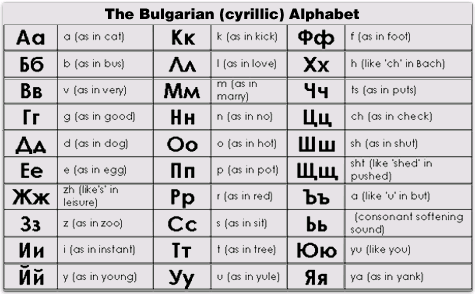 The Bulgarian (cyrillic) Alphabet
Аа a (as in cat) Кк k (as in kick) Фф f (as in foot)
Бб b (as in bus) Лл l (as in love) Хх h (like 'ch' in Bach)
Вв v (as in very) Мм m (as in marry) Чч ts (as in puts)
Гг g (as in good) Нн n (as in no) Цц ch (as in check)
Дд d (as in dog) Оо o (as in hot) Шш sh (as in shut)
Ее e (as in egg) Пп p (as in pot) Щщ sht (like 'shed' in pushed)
Жж zh (like's' in leisure) Рр r (as in red) Ъъ a (like 'u' in but)
Зз z (as in zoo) Сс s (as in sit) Ьь (consonant softening sound)
Ии i (as in instant) Тт t (as in tree) Юю yu (like you)
Йй y (as in young) Уу u (as in yule) Яя ya (as in yank)